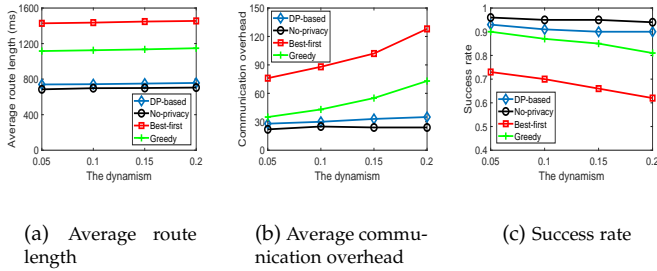 Average route length (ms)
1600
1200
800
400
0
DP-based
No-privacy
Best-first
Greedy
0.05 0.1 0.15 0.2
The dynamism
Communication overhead
150
120
90
60
30
0
DP-based
No-privacy
Best-first
Greedy
0.05 0.1 0.15 0.2
The dynamism
Success rate
1
0.9
0.8
0.7
0.6
0.5
0.4
DP-based
No-privacy
Best-first
Greedy
0.05 0.1 0.15 0.2
The dynamism
(a) Average route
length
(b) Average commu-
nication overhead
(c) Success rate